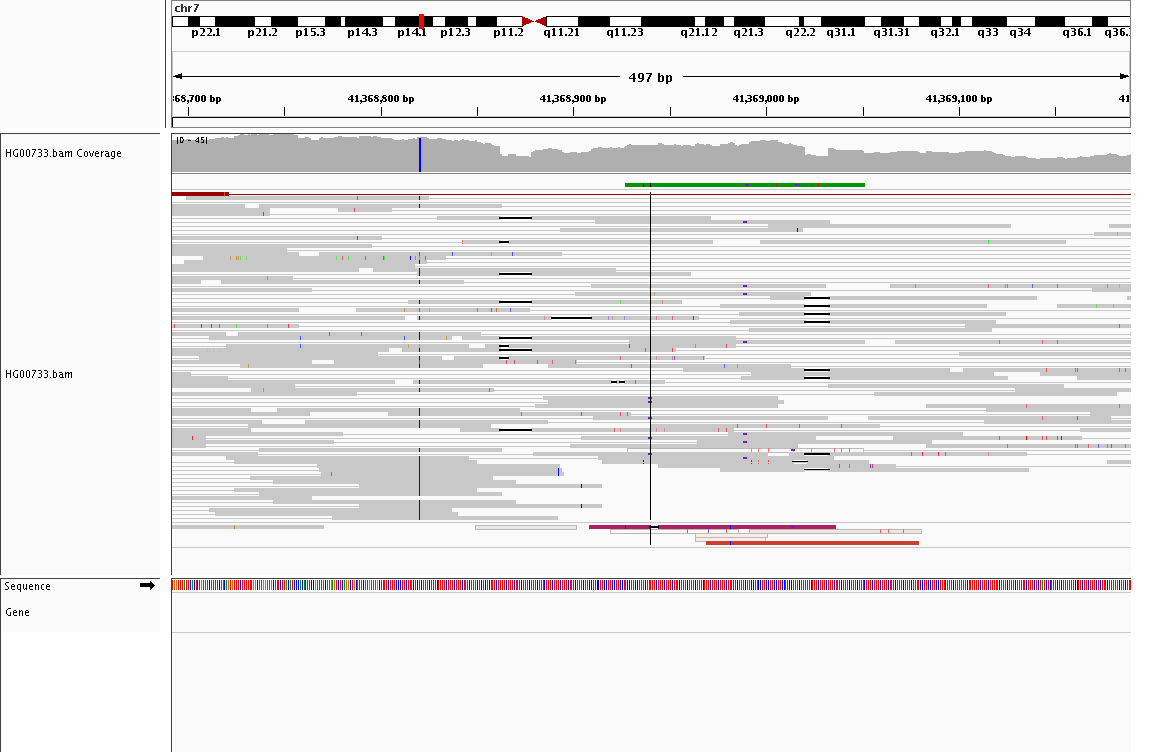 chr7
p22.1 p21.2 p15.3 p14.3 p14.1 p12.3 p11.2 q11.21 q11.23 q21.12 q21.3 q22.2 q31.1 q31.31 q32.1 q33 q34 q36.1 q36.
497 bp
68,700 bp 41,368,800 bp 41,368,900 bp 41,369,000 bp 41,369,100 bp 41
[0 - 45]
HG00733.bam Coverage
HG00733.bam
Sequence
Gene